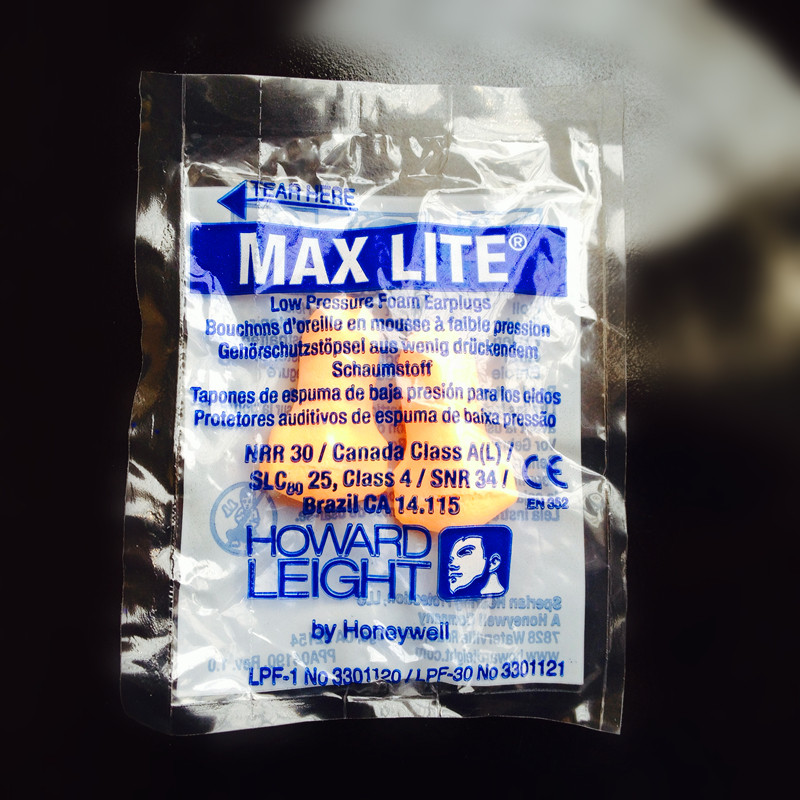 TEAR HERE
MAX LITE®
Low Pressure Foam Earplugs
Bouchons d'oreille en mousse à faible pression
Gehörschutzstöpsel aus wenig drückendem
Schaumstoff
Tapones de espuma de baja presión para los oídos
Protetores auditivos de espuma de baixa pressão
NRR 30 / Canada Class A(L) /
SLC80 25, Class 4 / SNR 34 /
Brazil CA 14.115
CE
EN 352
HOWARD
LEIGHT
by Honeywell
LPF-1 No 3301120 / LPF-30 No 3301121